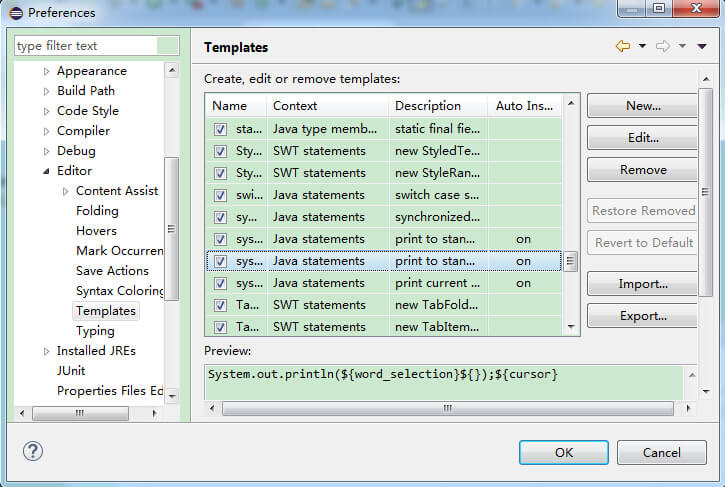 Preferences
type filter text
Appearance
Build Path
Code Style
Compiler
Debug
Editor
Content Assist
Folding
Hovers
Mark Occurren
Save Actions
Syntax Coloring
Templates
Typing
Installed JREs
JUnit
Properties Files Ed
Templates
Create, edit or remove templates:
Name Context Description Auto Ins...
sta... Java type memb... static final fie...
Sty... SWT statements new StyledTe...
Sty... SWT statements new StyleRan...
swi... Java statements switch case s...
sy... Java statements synchronized...
sys... Java statements print to stan... on
sys... Java statements print to stan... on
sys... Java statements print current ... on
Ta... SWT statements new TabFold...
Ta... SWT statements new TabItem...
New...
Edit...
Remove
Restore Removed
Revert to Default
Import...
Export...
Preview:
System.out.println(${word_selection}${});${cursor}
OK
Cancel